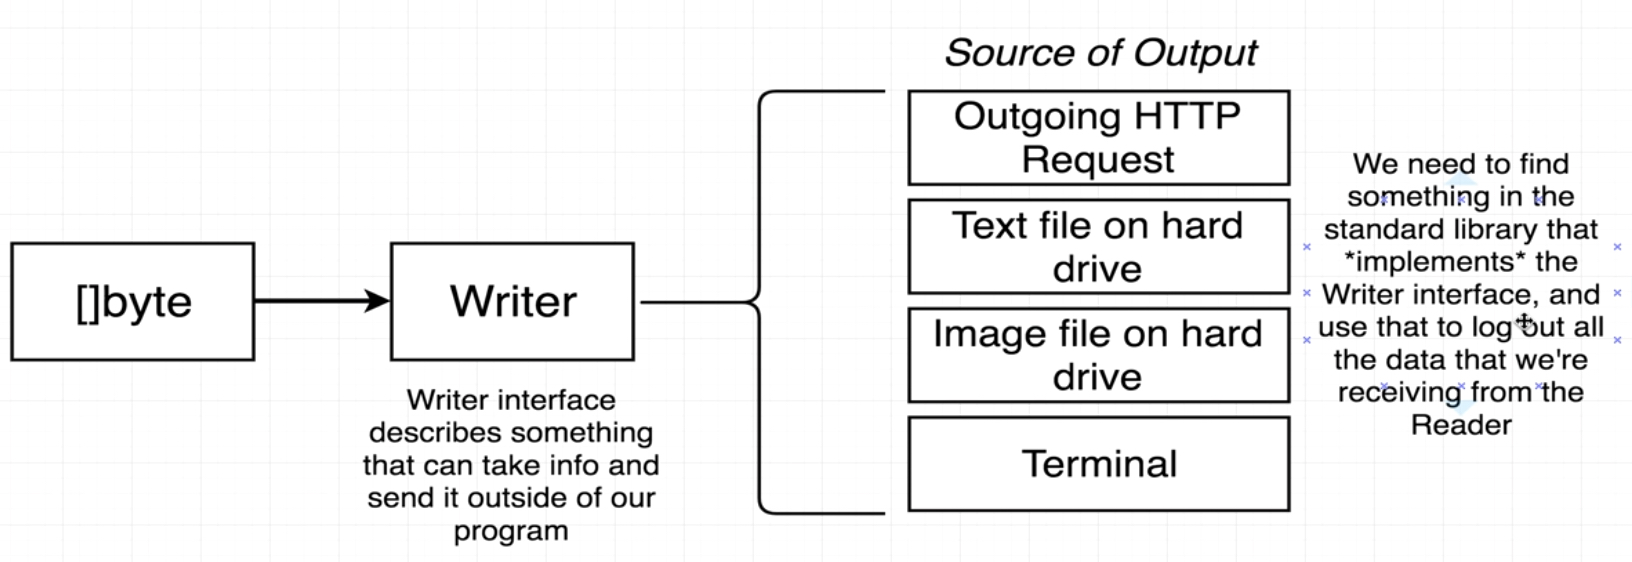 Source of Output
Outgoing HTTP
Request
Text file on hard
drive
Image file on hard
drive
Terminal
[]byte
Writer
Writer interface
describes something
that can take info and
send it outside of our
program
We need to find
something in the
standard library that
*implements* the
Writer interface, and
use that to log out all
the data that we're
receiving from the
Reader